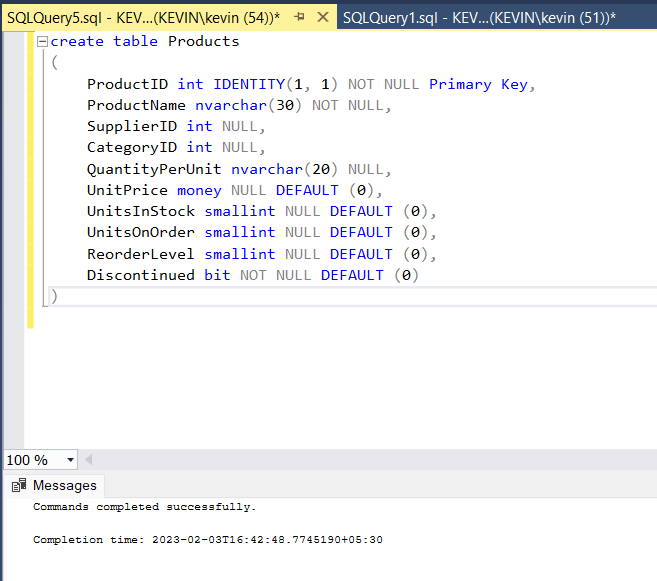 SQLQuery5.sql - KEV...(KEVIN\kevin (54))* SQLQuery1.sql - KEV...(KEVIN\kevin (51))*
create table Products
(
ProductID int IDENTITY(1, 1) NOT NULL Primary Key,
ProductName nvarchar(30) NOT NULL,
SupplierID int NULL,
CategoryID int NULL,
QuantityPerUnit nvarchar(20) NULL,
UnitPrice money NULL DEFAULT (0),
UnitsInStock smallint NULL DEFAULT (0),
UnitsOnOrder smallint NULL DEFAULT (0),
ReorderLevel smallint NULL DEFAULT (0),
Discontinued bit NOT NULL DEFAULT (0)
)
100 %
Messages
Commands completed successfully.
Completion time: 2023-02-03T16:42:48.7745190+05:30